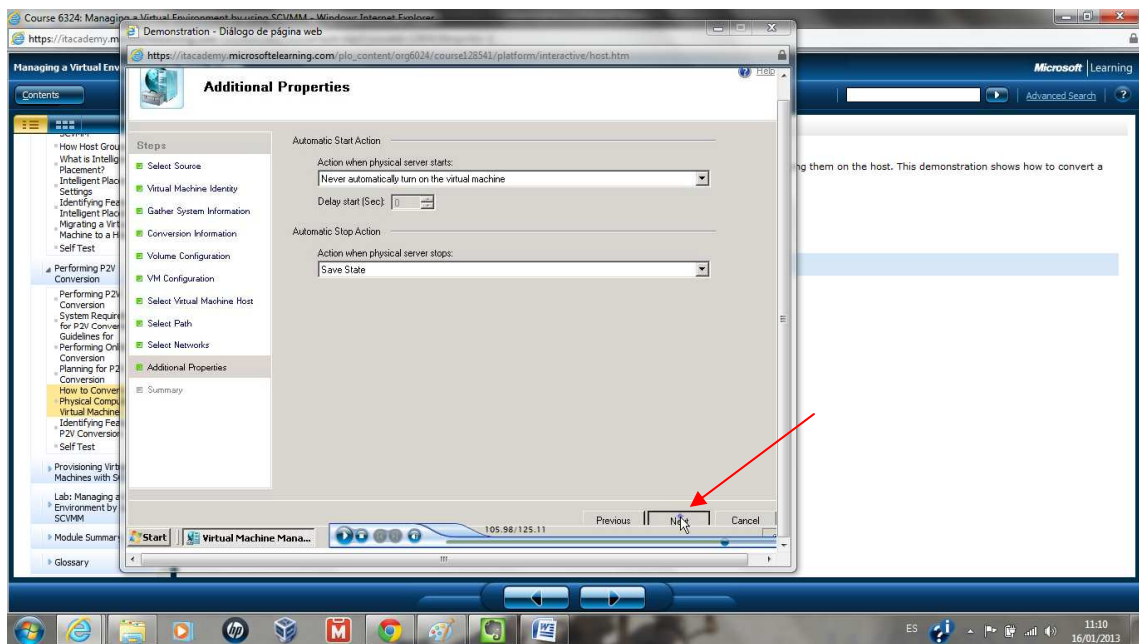 Course 6324: Managing a Virtual Environment by using SCVMM - Windows Internet Explorer
https://itacademy.m
Demonstration - Diálogo de página web
https://itacademy.microsoftelearning.com/plo_content/org6024/course128541/platform/interactive/host.htm
Managing a Virtual Env
Microsoft | Learning
Contents
Advanced Search
Help
Additional Properties
SCVMM
How Host Grou
What is Intellig
Placement?
Intelligent Plac
Settings
Identifying Fea
Intelligent Plac
Migrating a Virt
Machine to a H
Self Test
Performing P2V
Conversion
Performing P2V
Conversion
System Require
for P2V Conver
Guidelines for
Performing Onl
Conversion
Planning for P2
Conversion
How to Conver
Physical Compu
Virtual Machine
Identifying Fea
P2V Conversion
Self Test
Provisioning Virt
Machines with S
Lab: Managing a
Environment by
SCVMM
Module Summar
Glossary
Steps
Select Source
Virtual Machine Identity
Gather System Information
Conversion Information
Volume Configuration
VM Configuration
Select Virtual Machine Host
Select Path
Select Networks
Additional Properties
Summary
Automatic Start Action
Action when physical server starts:
Never automatically turn on the virtual machine
Delay start (Sec): 0
Automatic Stop Action
Action when physical server stops:
Save State
ng them on the host. This demonstration shows how to convert a
Previous
Next
Cancel
Start
Virtual Machine Mana...
105.98/125.11
ES
11:10
16/01/2013